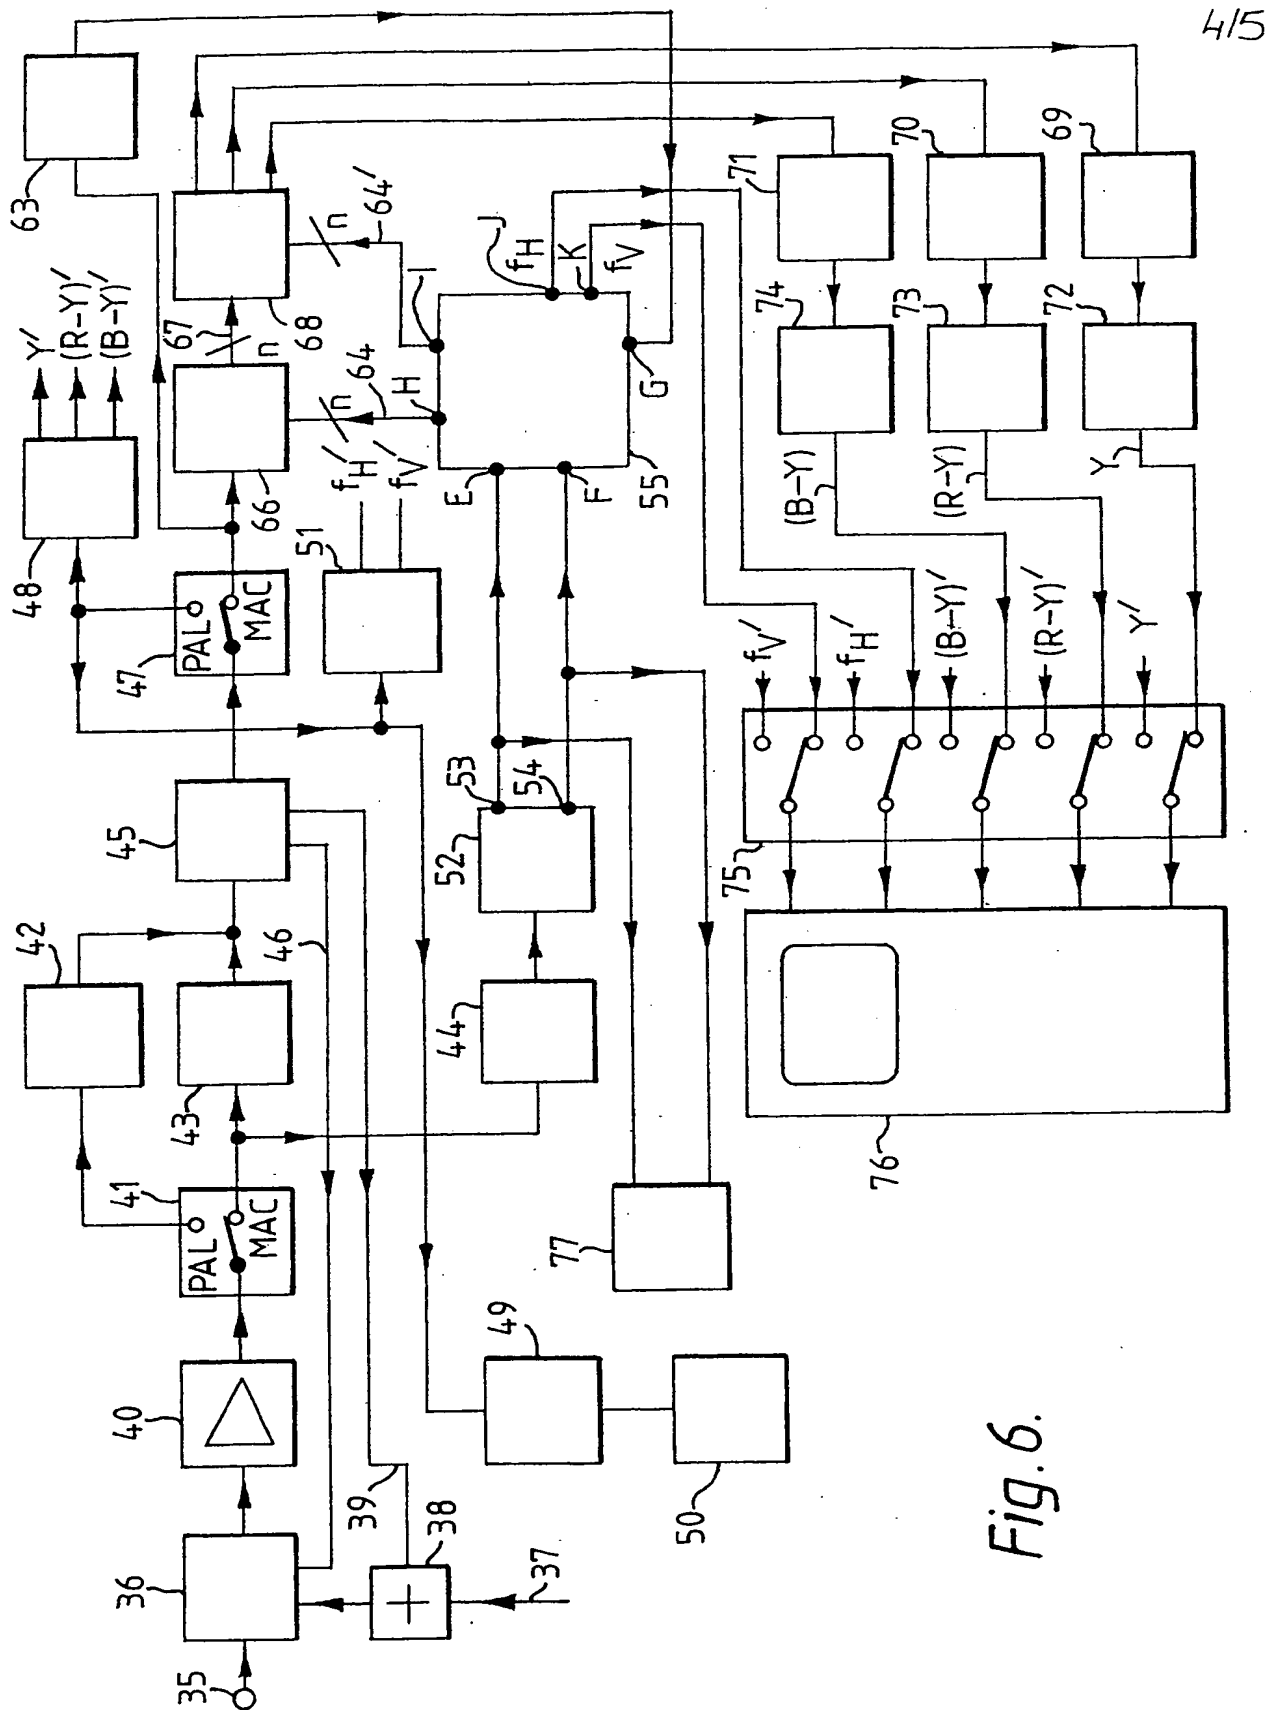 4/5
35
36
37
38
39
40
41
PAL
MAC
42
43
44
45
46
47
PAL
MAC
48
Y'
(R-Y)'
(B-Y)'
49
50
51
fH'
fV'
52
53
54
55
E
F
G
H
I
J
K
fH
fV
63
64
n
64'
n
66
67
n
68
69
70
71
72
73
74
(B-Y)
(R-Y)
Y
fV'
fH'
(B-Y)'
(R-Y)'
Y'
75
76
77
Fig. 6.